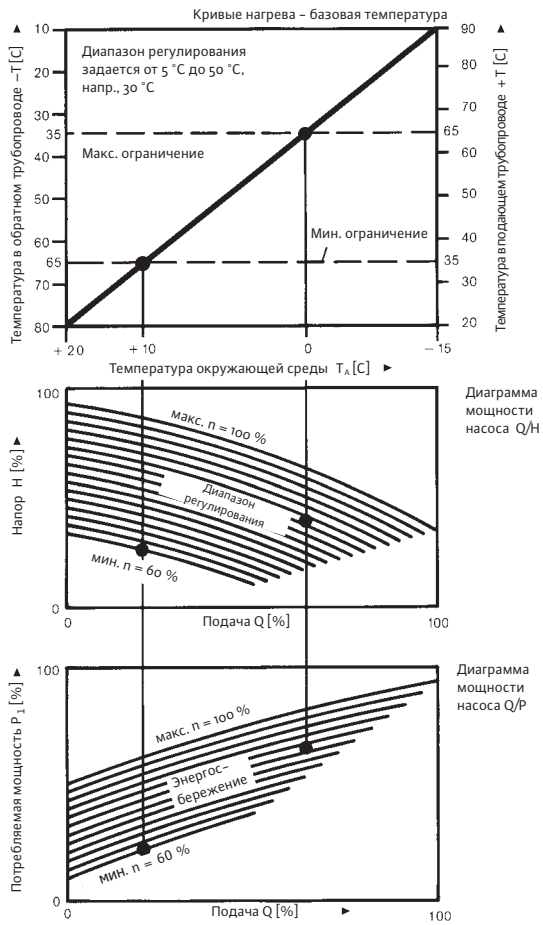 Кривые нагрева – базовая температура
Температура в обратном трубопроводе –T [C] ►
10
20
30
35
40
50
60
65
70
80
Диапазон регулирования
задается от 5 °C до 50 °C,
напр., 30 °C
Макс. ограничение
Мин. ограничение
90
80
70
65
60
50
40
35
30
20
Температура в подающем трубопроводе +T [C] ►
+20
+10
0
–15
Температура окружающей среды T_A [C] ►
Диаграмма
мощности
насоса Q/H
Напор H [%] ►
100
0
макс. n = 100 %
Диапазон
регулирования
мин. n = 60 %
0
Подача Q [%]
100
Диаграмма
мощности
насоса Q/P
Потребляемая мощность P₁ [%] ►
100
0
макс. n = 100 %
Энергос–
бережение
мин. n = 60 %
0
Подача Q [%] ►
100